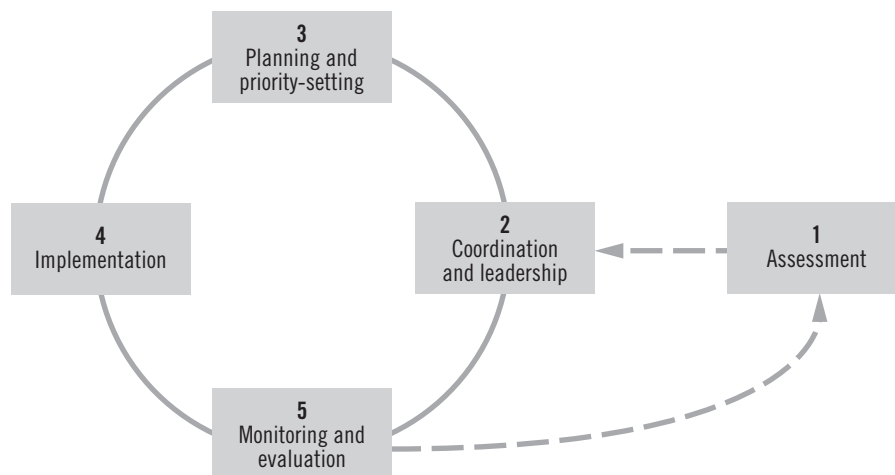 3
Planning and
priority-setting
4
Implementation
2
Coordination
and leadership
1
Assessment
5
Monitoring and
evaluation